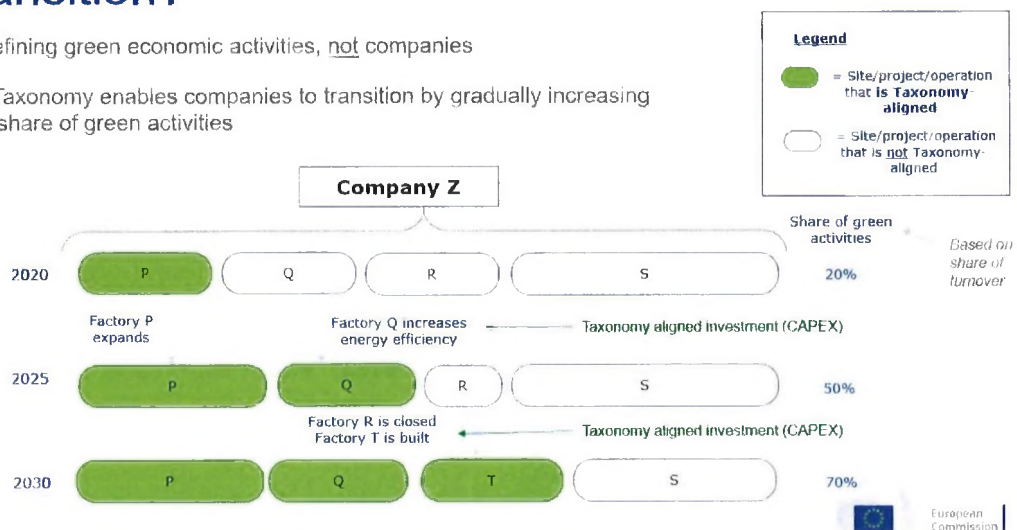 efining green economic activities, not companies
Taxonomy enables companies to transition by gradually increasing
share of green activities
Legend
= Site/project/operation
that is Taxonomy-
aligned
= Site/project/operation
that is not Taxonomy-
aligned
Company Z
Share of green
activities
Based on
share of
turnover
2020
P
Q
R
S
20%
Factory P
expands
Factory Q increases
energy efficiency
Taxonomy aligned investment (CAPEX)
2025
P
Q
R
S
50%
Factory R is closed
Factory T is built
Taxonomy aligned investment (CAPEX)
2030
P
Q
T
S
70%
European
Commission